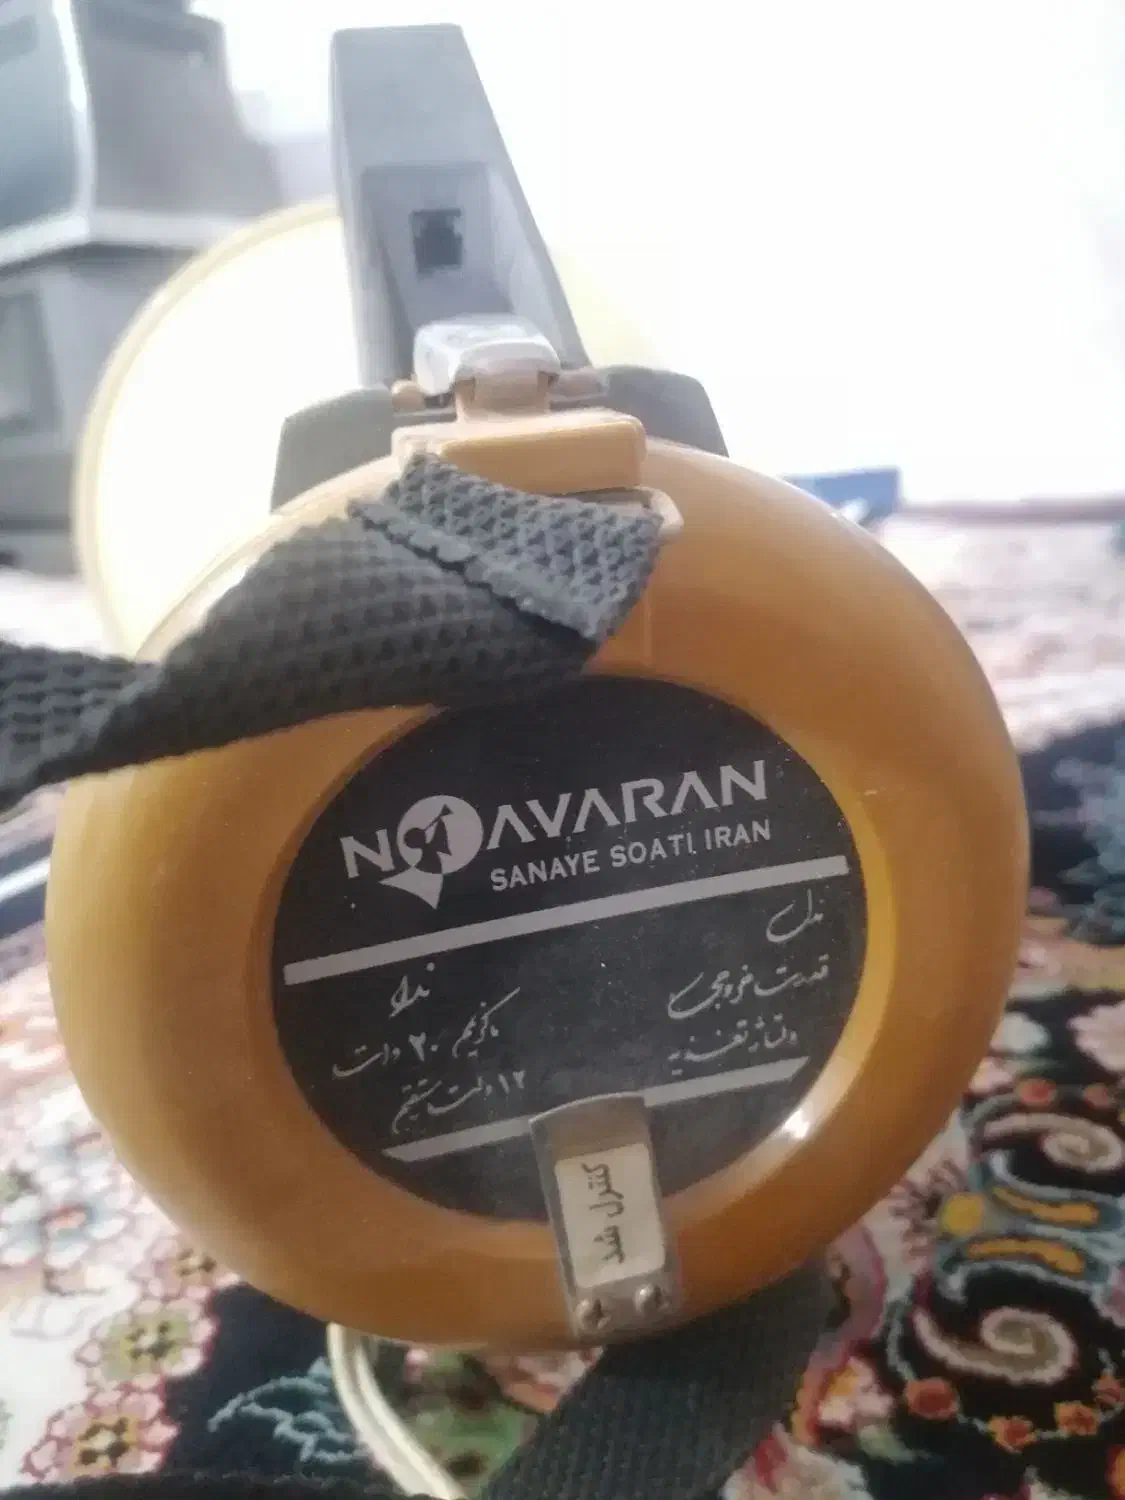 NOAVARAN
SANAYE SOATI IRAN
مدل ندا
قدرت خروجی ماکزیمم ۲۰ وات
ولتاژ تغذیه ۱۲ ولت مستقیم
کنترل شد